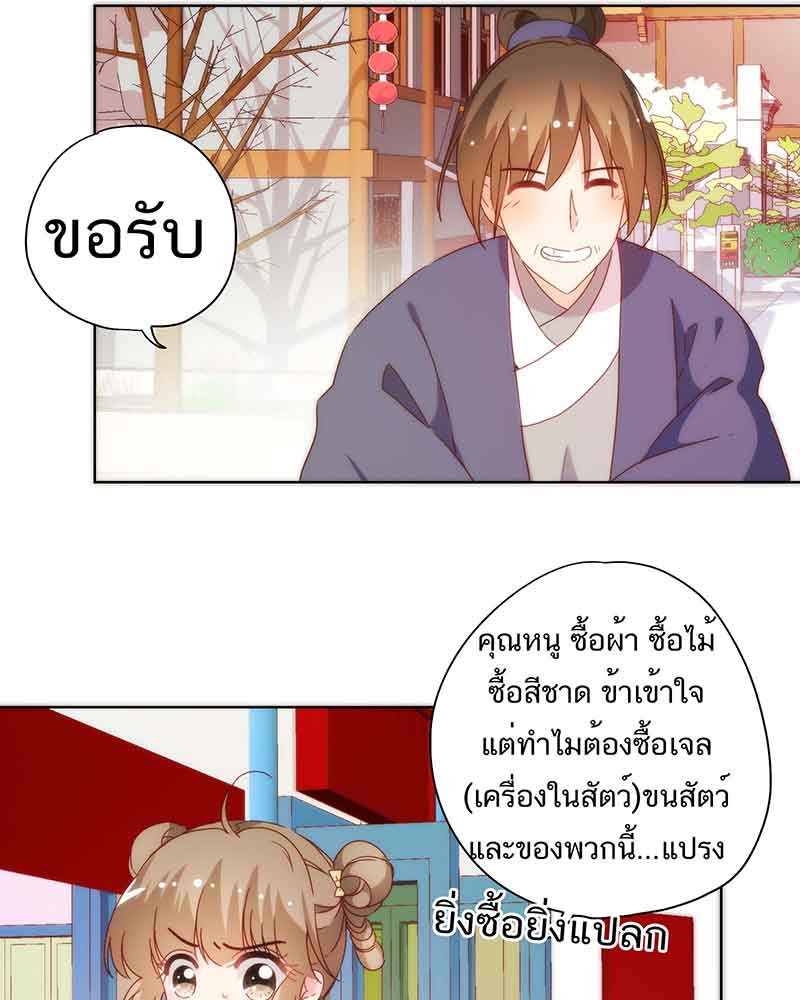 ขอรับ
คุณหนู ซื้อผ้า ซื้อไม้
ซื้อสีชาด ข้าเข้าใจ
แต่ทำไมต้องซื้อเจล
(เครื่องในสัตว์)ขนสัตว์
และของพวกนี้...แปรง
ยิ่งซื้อยิ่งแปลก